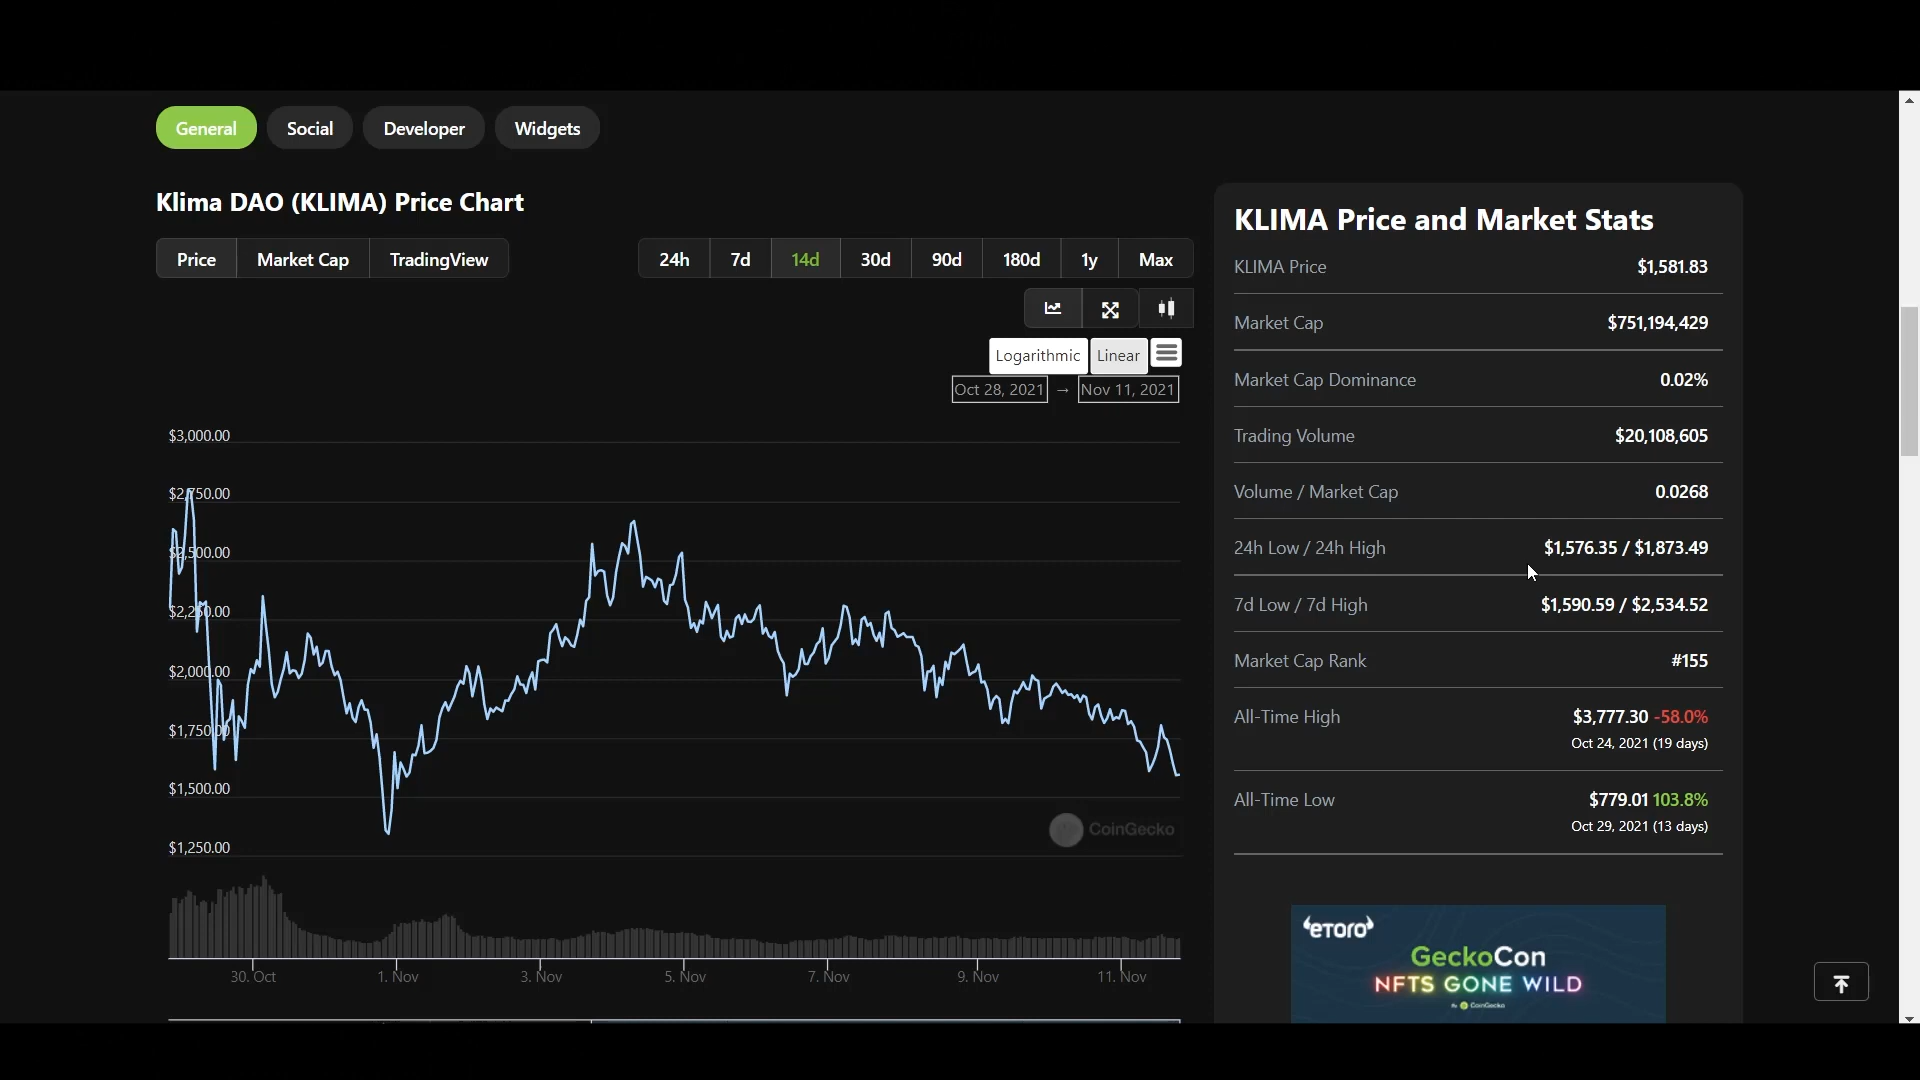 General Social Developer Widgets
Klima DAO (KLIMA) Price Chart
Price Market Cap TradingView
24h 7d 14d 30d 90d 180d 1y Max
Logarithmic Linear
Oct 28, 2021 → Nov 11, 2021
$3,000.00
$2,750.00
$2,500.00
$2,250.00
$2,000.00
$1,750.00
$1,500.00
$1,250.00
CoinGecko
30. Oct 1. Nov 3. Nov 5. Nov 7. Nov 9. Nov 11. Nov
KLIMA Price and Market Stats
KLIMA Price $1,581.83
Market Cap $751,194,429
Market Cap Dominance 0.02%
Trading Volume $20,108,605
Volume / Market Cap 0.0268
24h Low / 24h High $1,576.35 / $1,873.49
7d Low / 7d High $1,590.59 / $2,534.52
Market Cap Rank #155
All-Time High $3,777.30 -58.0%
Oct 24, 2021 (19 days)
All-Time Low $779.01 103.8%
Oct 29, 2021 (13 days)
eToro
GeckoCon
NFTS GONE WILD
CoinGecko